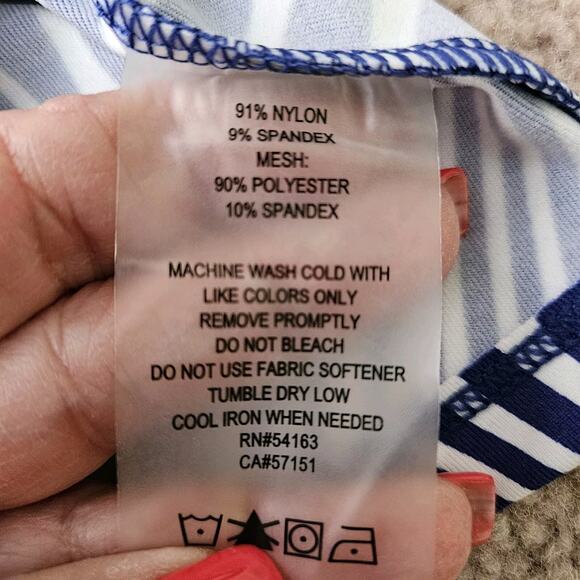 91% NYLON
9% SPANDEX
MESH:
90% POLYESTER
10% SPANDEX
MACHINE WASH COLD WITH
LIKE COLORS ONLY
REMOVE PROMPTLY
DO NOT BLEACH
DO NOT USE FABRIC SOFTENER
TUMBLE DRY LOW
COOL IRON WHEN NEEDED
RN#54163
CA#57151